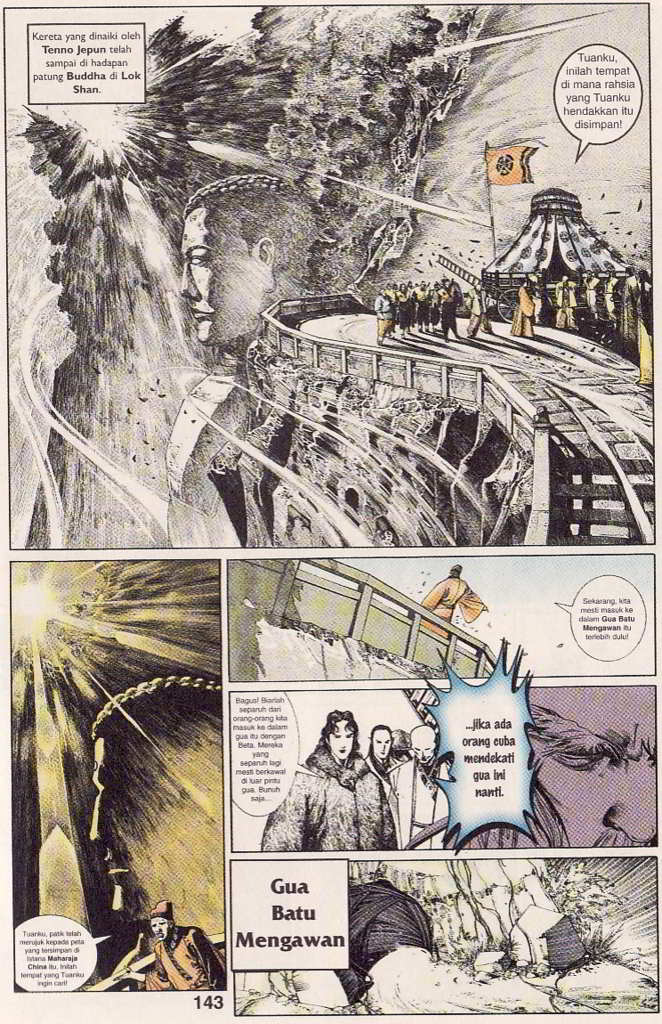 Kereta yang dinaiki oleh
Tenno Jepun telah
sampai di hadapan
patung Buddha di Lok
Shan.
Tuanku,
inilah tempat
di mana rahsia
yang Tuanku
hendakkan itu
disimpan!
Tuanku, patik telah
merujuk kepada peta
yang tersimpan di
Istana Maharaja
China itu. Inilah
tempat yang Tuanku
ingin cari!
Sekarang, kita
mesti masuk ke
dalam Gua Batu
Mengawan itu
terlebih dulu!
Bagus! Biarlah
separuh dari
orang-orang kita
masuk ke dalam
gua itu dengan
Beta. Mereka
yang
separuh lagi
mesti berkawal
di luar pintu
gua. Bunuh
saja...
...jika ada
orang cuba
mendekati
gua ini
nanti.
Gua
Batu
Mengawan
143